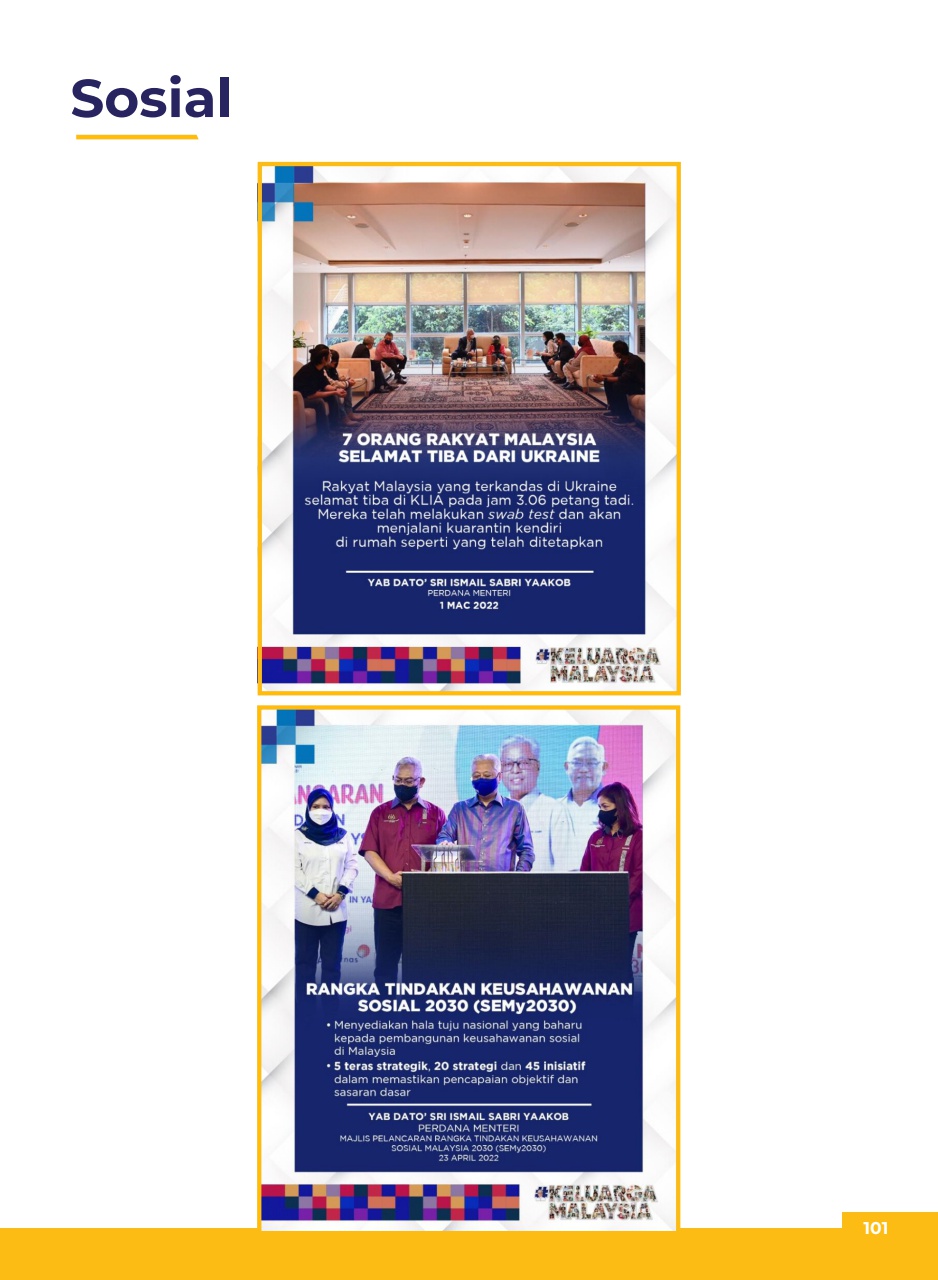 Sosial
7 ORANG RAKYAT MALAYSIA
SELAMAT TIBA DARI UKRAINE
Rakyat Malaysia yang terkandas di Ukraine
selamat tiba di KLIA pada jam 3.06 petang tadi.
Mereka telah melakukan swab test dan akan
menjalani kuarantin kendiri
di rumah seperti yang telah ditetapkan
YAB DATO' SRI ISMAIL SABRI YAAKOB
PERDANA MENTERI
1 MAC 2022
#KELUARGA
MALAYSIA
RANGKA TINDAKAN KEUSAHAWANAN
SOSIAL 2030 (SEMy2030)
• Menyediakan hala tuju nasional yang baharu
kepada pembangunan keusahawanan sosial
di Malaysia
• 5 teras strategik, 20 strategi dan 45 inisiatif
dalam memastikan pencapaian objektif dan
sasaran dasar
YAB DATO' SRI ISMAIL SABRI YAAKOB
PERDANA MENTERI
MAJLIS PELANCARAN RANGKA TINDAKAN KEUSAHAWANAN
SOSIAL MALAYSIA 2030 (SEMy2030)
23 APRIL 2022
#KELUARGA
MALAYSIA
101